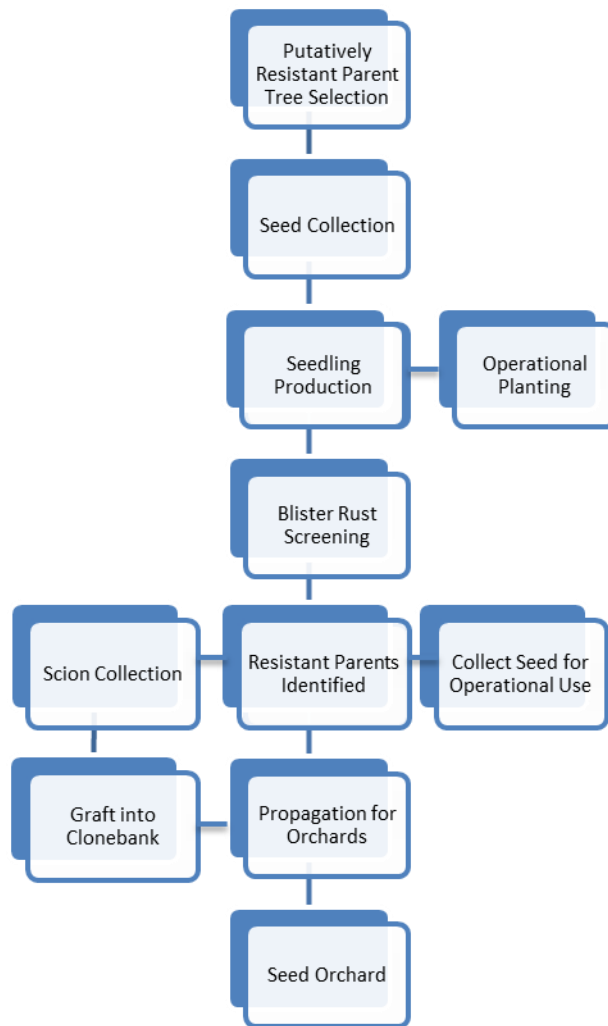 Putatively
Resistant Parent
Tree Selection
Seed Collection
Seedling
Production
Operational
Planting
Blister Rust
Screening
Scion Collection
Resistant Parents
Identified
Collect Seed for
Operational Use
Graft into
Clonebank
Propagation for
Orchards
Seed Orchard